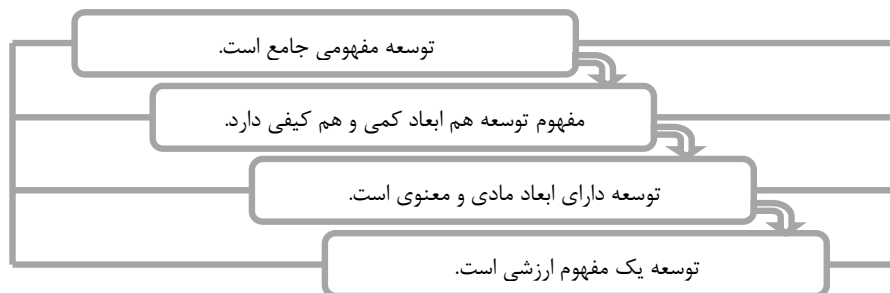 توسعه مفهومی جامع است.
مفهوم توسعه هم ابعاد کمی و هم کیفی دارد.
توسعه دارای ابعاد مادی و معنوی است.
توسعه یک مفهوم ارزشی است.